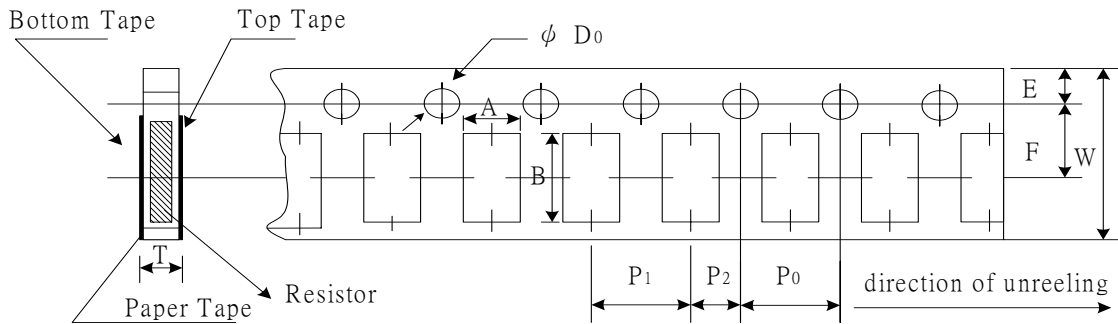 Bottom Tape
Top Tape
ϕ D0
A
E
B
F
W
T
P1
P2
P0
Resistor
Paper Tape
direction of unreeling